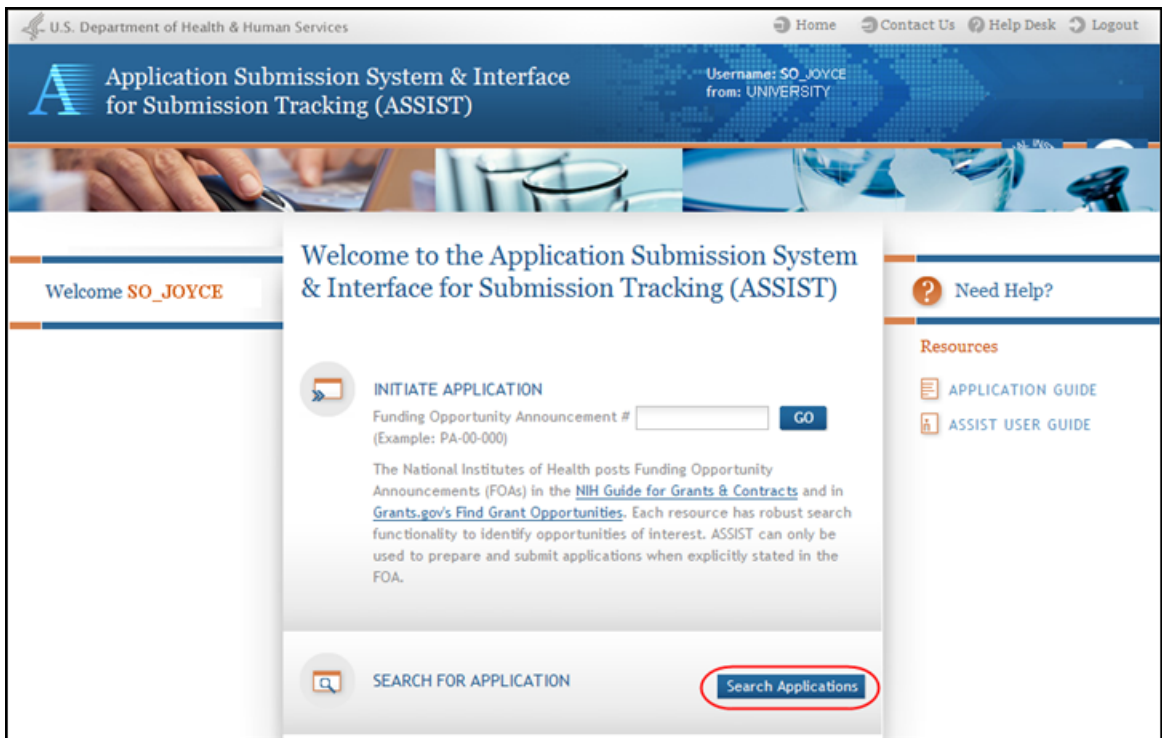 U.S. Department of Health & Human Services
Home Contact Us Help Desk Logout
Application Submission System & Interface
for Submission Tracking (ASSIST)
Username: SO_JOYCE
from: UNIVERSITY
Welcome SO_JOYCE
Welcome to the Application Submission System
& Interface for Submission Tracking (ASSIST)
INITIATE APPLICATION
Funding Opportunity Announcement # GO
(Example: PA-00-000)
The National Institutes of Health posts Funding Opportunity
Announcements (FOAs) in the NIH Guide for Grants & Contracts and in
Grants.gov's Find Grant Opportunities. Each resource has robust search
functionality to identify opportunities of interest. ASSIST can only be
used to prepare and submit applications when explicitly stated in the
FOA.
SEARCH FOR APPLICATION Search Applications
? Need Help?
Resources
APPLICATION GUIDE
ASSIST USER GUIDE